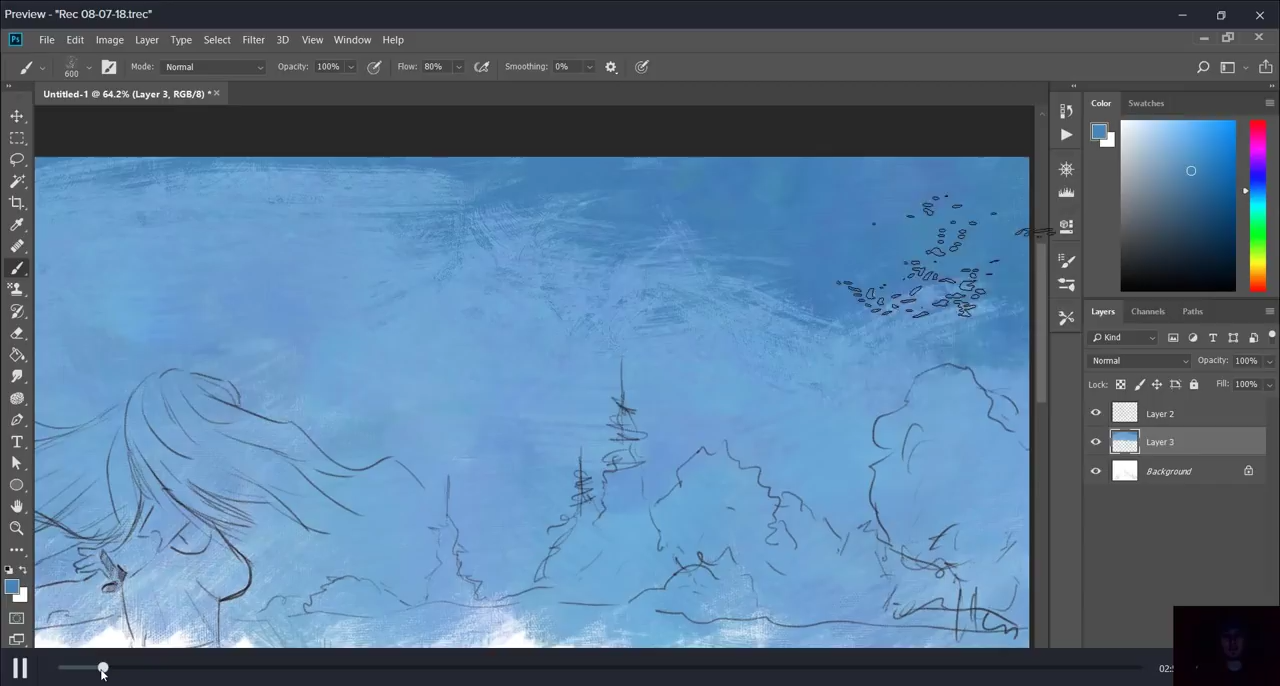 Preview - "Rec 08-07-18.trec"
Ps File Edit Image Layer Type Select Filter 3D View Window Help
600 Mode: Normal Opacity: 100% Flow: 80% Smoothing: 0%
Untitled-1 @ 64.2% (Layer 3, RGB/8) *
Color Swatches
Layers Channels Paths
Kind
Normal Opacity: 100%
Lock: Fill: 100%
Layer 2
Layer 3
Background